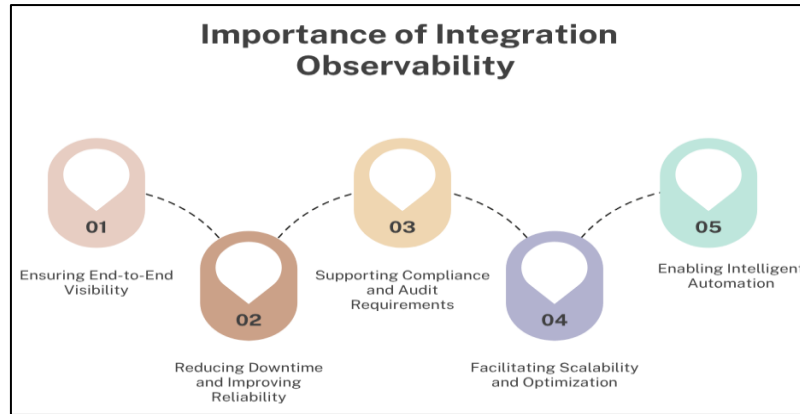 Importance of Integration
Observability
01
Ensuring End-to-End
Visibility
02
Reducing Downtime
and Improving
Reliability
03
Supporting Compliance
and Audit
Requirements
04
Facilitating Scalability
and Optimization
05
Enabling Intelligent
Automation